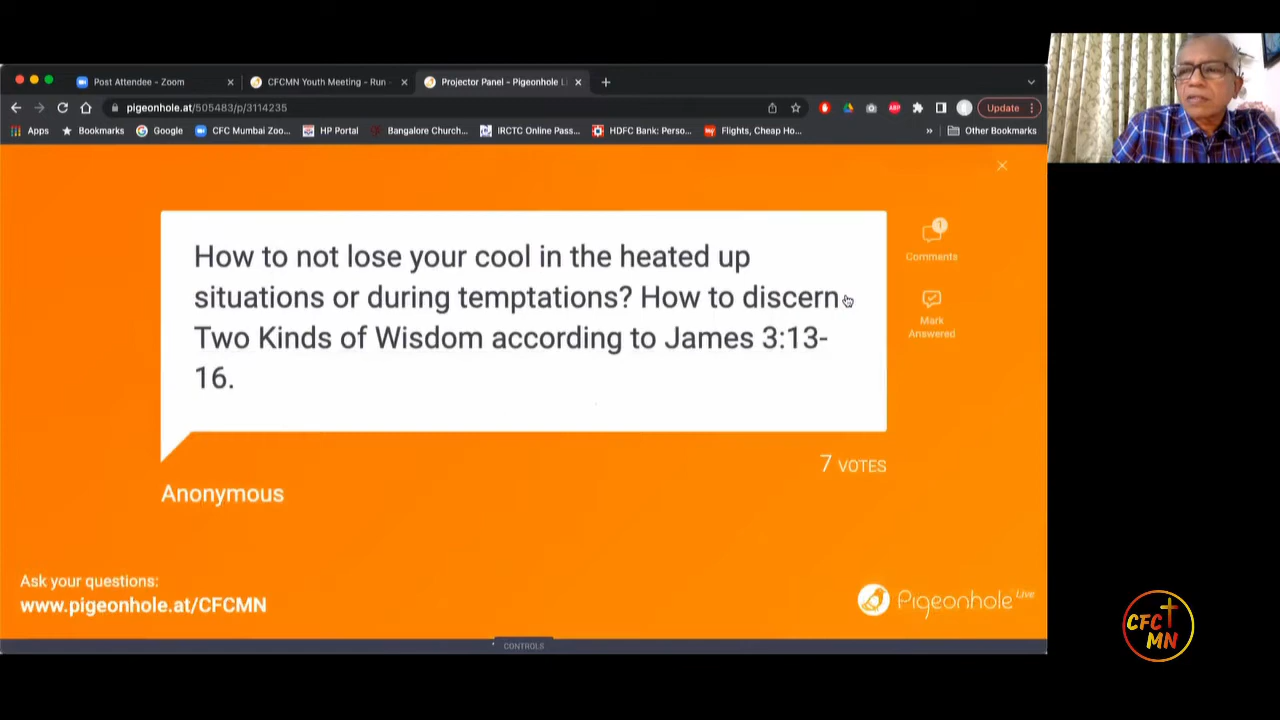 Post Attendee - Zoom
CFCMN Youth Meeting - Run
Projector Panel - Pigeonhole L
pigeonhole.at/505483/p/3114235
ABP
Update
Apps
Bookmarks
Google
CFC Mumbai Zoo...
HP Portal
Bangalore Church...
IRCTC Online Pass...
HDFC Bank: Perso...
Flights, Cheap Ho...
Other Bookmarks
How to not lose your cool in the heated up
situations or during temptations? How to discern
Two Kinds of Wisdom according to James 3:13-
16.
1
Comments
Mark
Answered
7 VOTES
Anonymous
Ask your questions:
www.pigeonhole.at/CFCMN
Pigeonhole Live
CONTROLS
CFC
MN